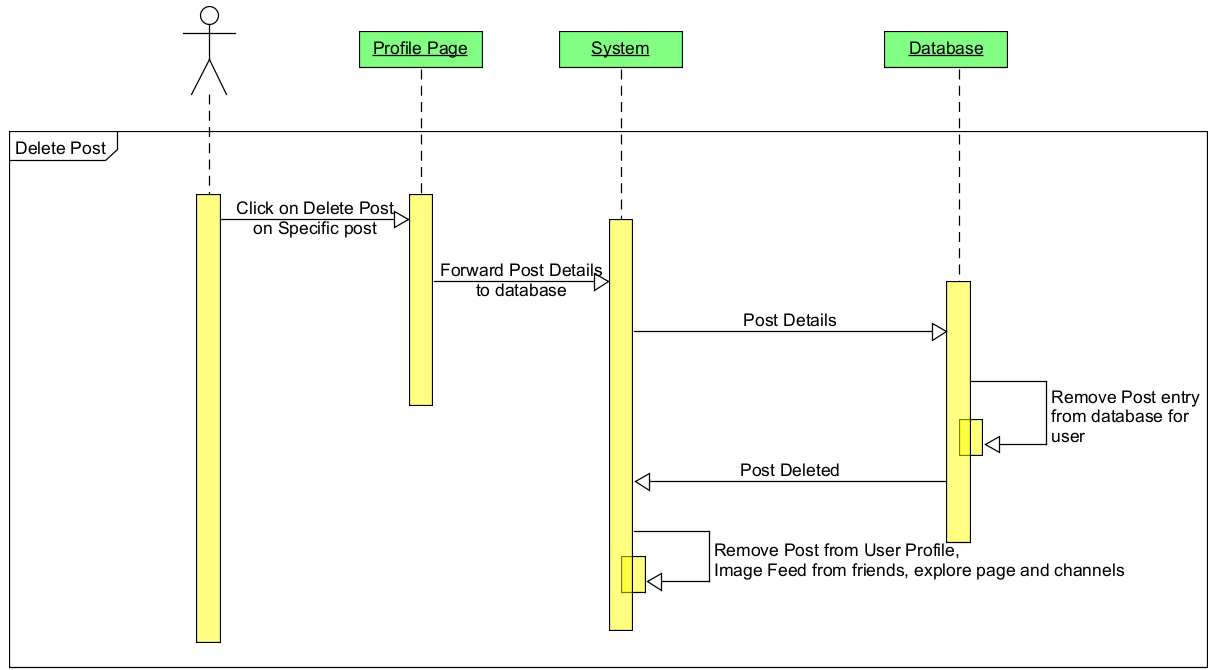 Profile Page
System
Database
Delete Post
Click on Delete Post
on Specific post
Forward Post Details
to database
Post Details
Remove Post entry
from database for
user
Post Deleted
Remove Post from User Profile,
Image Feed from friends, explore page and channels